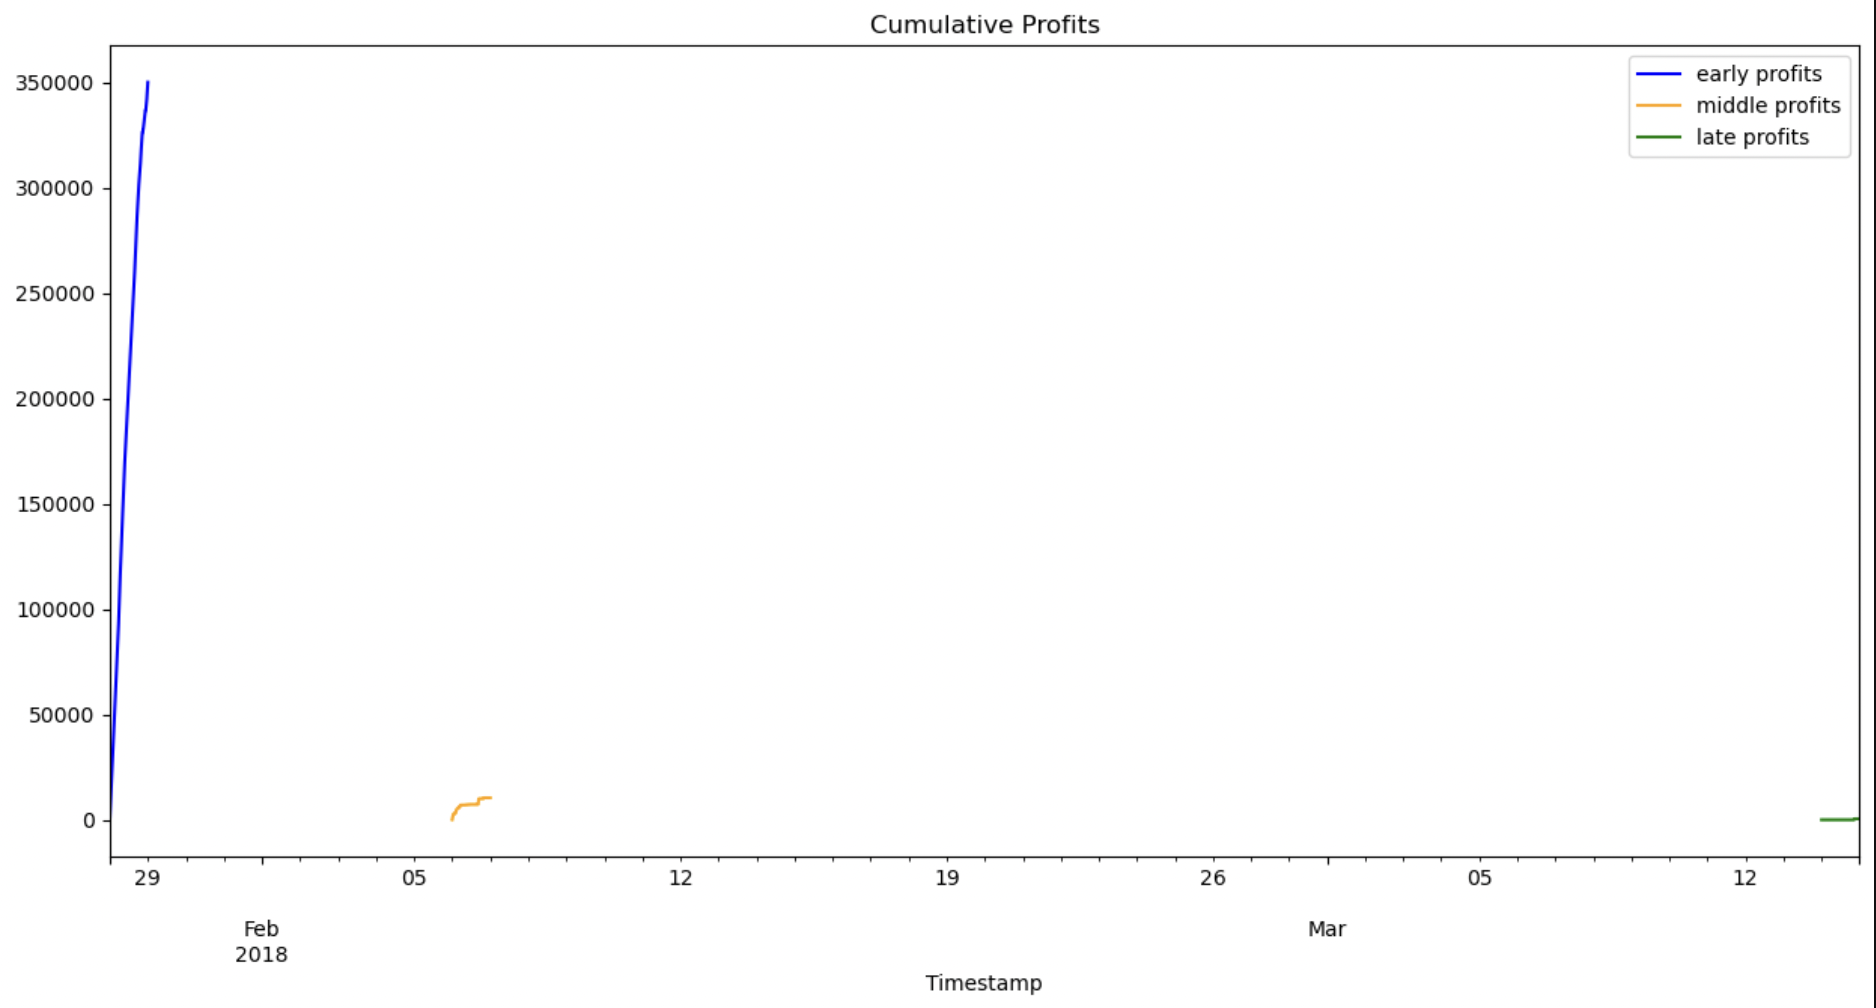 Cumulative Profits
350000
300000
250000
200000
150000
100000
50000
0
early profits
middle profits
late profits
29 05 12 19 26 05 12
Feb Mar
2018
Timestamp